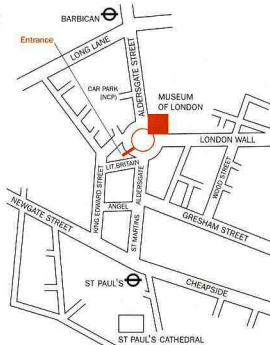 BARBICAN
LONG LANE
Entrance
ALDERSGATE STREET
CAR PARK
(NCP)
MUSEUM
OF LONDON
LONDON WALL
LIT.BRITAIN
ALDERSGATE
WOOD STREET
KING EDWARD STREET
NEWGATE STREET
ANGEL
GRESHAM STREET
ST MARTINS
ST PAUL'S
CHEAPSIDE
ST PAUL'S CATHEDRAL